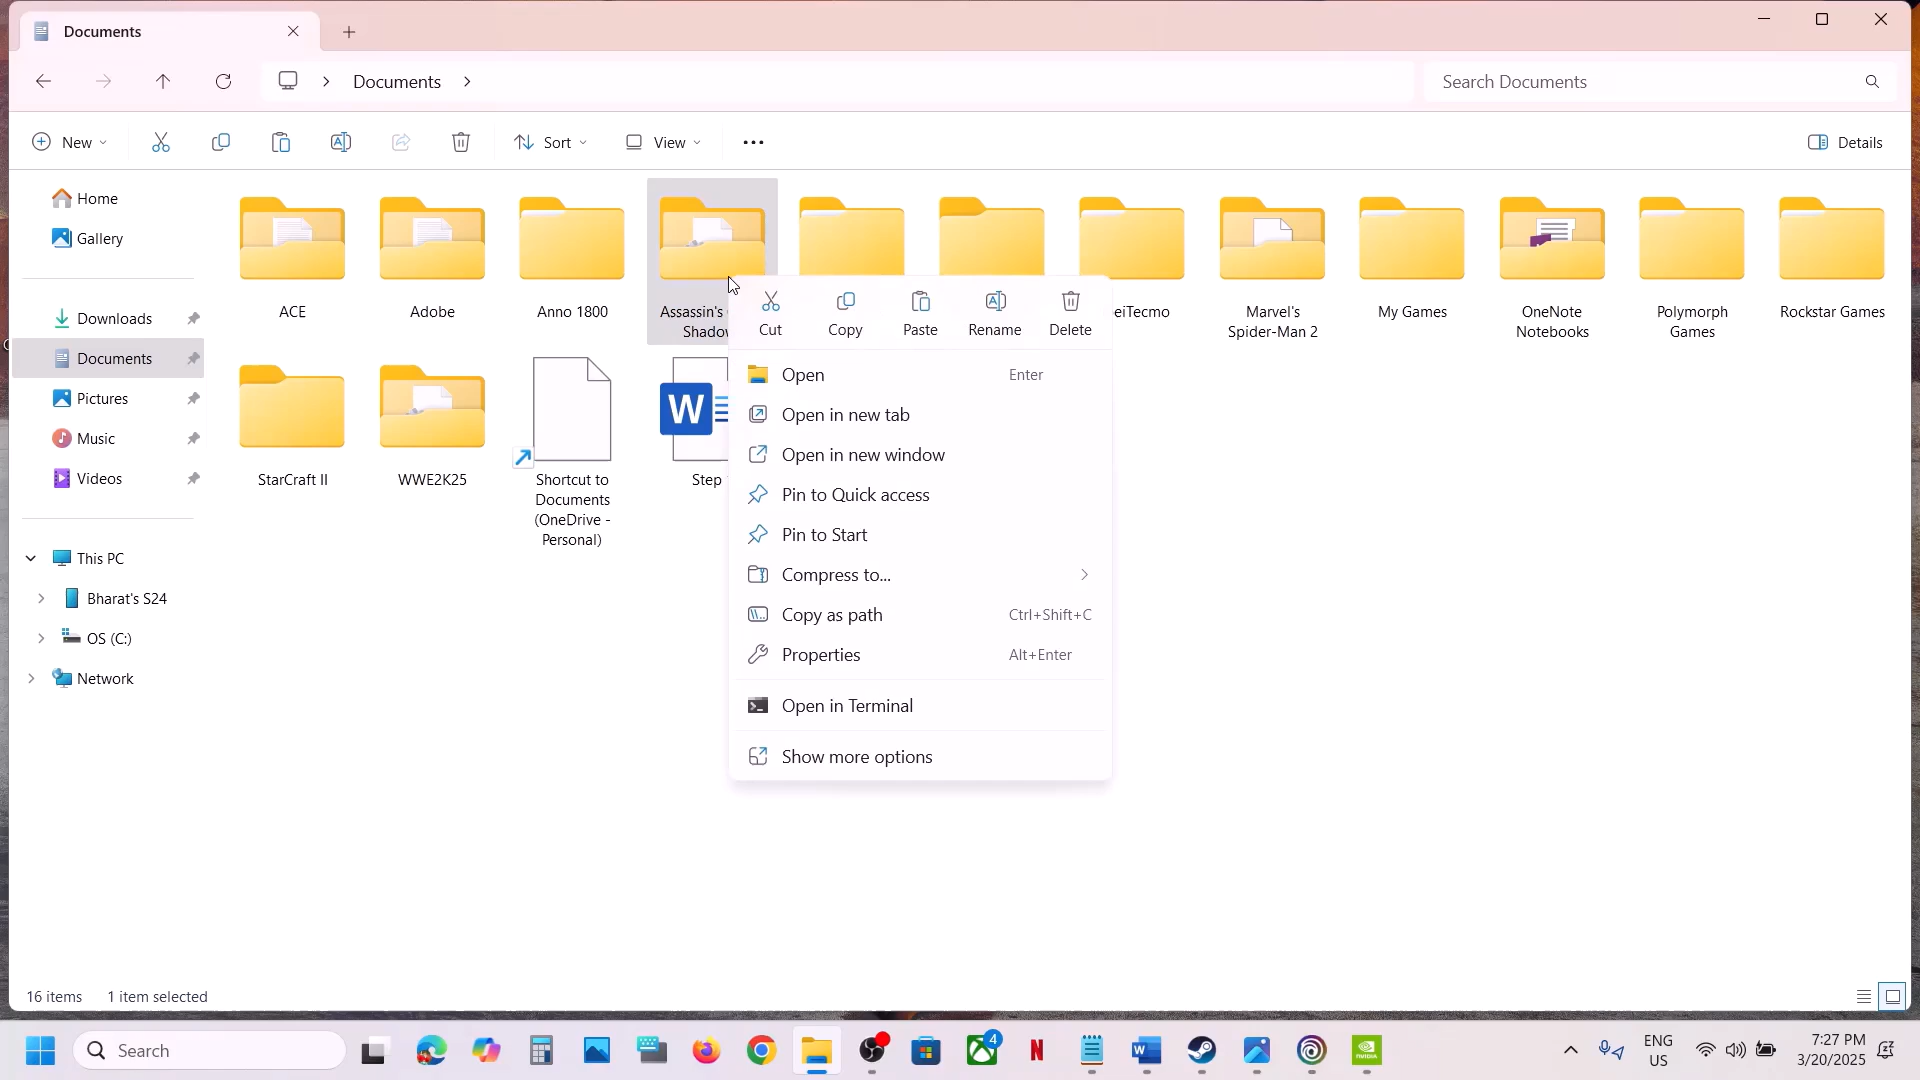 Documents
Documents
Search Documents
New
Sort
View
Details
Home
Gallery
Downloads
Documents
Pictures
Music
Videos
This PC
Bharat's S24
OS (C:)
Network
ACE
Adobe
Anno 1800
Assassin's
Shadow
Marvel's
Spider-Man 2
My Games
OneNote
Notebooks
Polymorph
Games
Rockstar Games
StarCraft II
WWE2K25
Shortcut to
Documents
(OneDrive -
Personal)
W
Step
Cut
Copy
Paste
Rename
Delete
Open Enter
Open in new tab
Open in new window
Pin to Quick access
Pin to Start
Compress to...
Copy as path Ctrl+Shift+C
Properties Alt+Enter
Open in Terminal
Show more options
16 items 1 item selected
Search
4
N
W
ENG
US
7:27 PM
3/20/2025